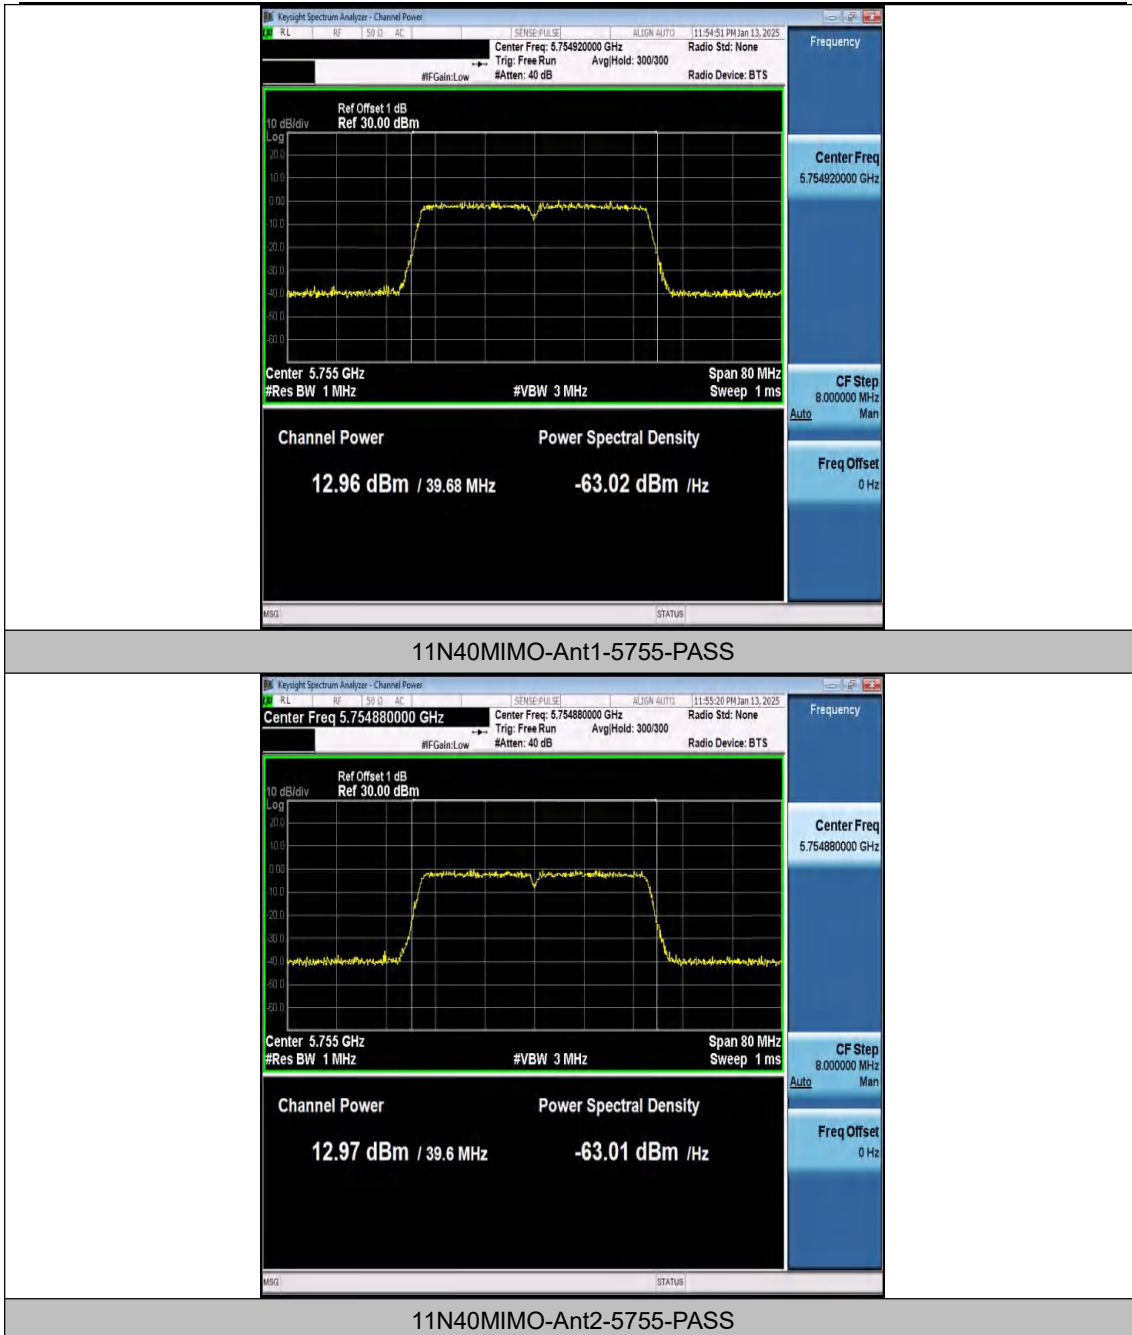 Keysight Spectrum Analyzer - Channel Power
RL RF 50 Ω AC SENSE:PULSE ALIGN AUTO 11:54:51 PM Jan 13, 2025
Center Freq: 5.754920000 GHz Radio Std: None
Trig: Free Run Avg|Hold: 300/300
#IFGain:Low #Atten: 40 dB Radio Device: BTS
Frequency
Ref Offset 1 dB
10 dB/div Ref 30.00 dBm
Log
20.0
10.0
0.00
-10.0
-20.0
-30.0
-40.0
-50.0
-60.0
Center 5.755 GHz Span 80 MHz
#Res BW 1 MHz #VBW 3 MHz Sweep 1 ms
Channel Power Power Spectral Density
12.96 dBm / 39.68 MHz -63.02 dBm /Hz
Center Freq
5.754920000 GHz
CF Step
8.000000 MHz
Auto Man
Freq Offset
0 Hz
MSG STATUS
11N40MIMO-Ant1-5755-PASS
Keysight Spectrum Analyzer - Channel Power
RL RF 50 Ω AC SENSE:PULSE ALIGN AUTO 11:55:20 PM Jan 13, 2025
Center Freq 5.754880000 GHz Center Freq: 5.754880000 GHz Radio Std: None
Trig: Free Run Avg|Hold: 300/300
#IFGain:Low #Atten: 40 dB Radio Device: BTS
Frequency
Ref Offset 1 dB
10 dB/div Ref 30.00 dBm
Log
20.0
10.0
0.00
-10.0
-20.0
-30.0
-40.0
-50.0
-60.0
Center 5.755 GHz Span 80 MHz
#Res BW 1 MHz #VBW 3 MHz Sweep 1 ms
Channel Power Power Spectral Density
12.97 dBm / 39.6 MHz -63.01 dBm /Hz
Center Freq
5.754880000 GHz
CF Step
8.000000 MHz
Auto Man
Freq Offset
0 Hz
MSG STATUS
11N40MIMO-Ant2-5755-PASS